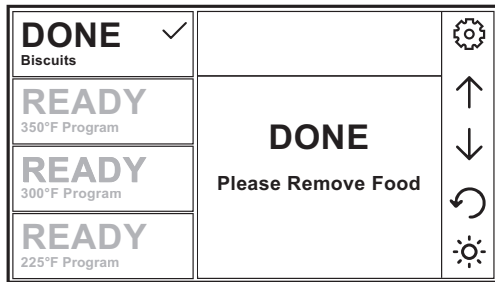 DONE
Biscuits
READY
350°F Program
READY
300°F Program
READY
225°F Program
DONE
Please Remove Food